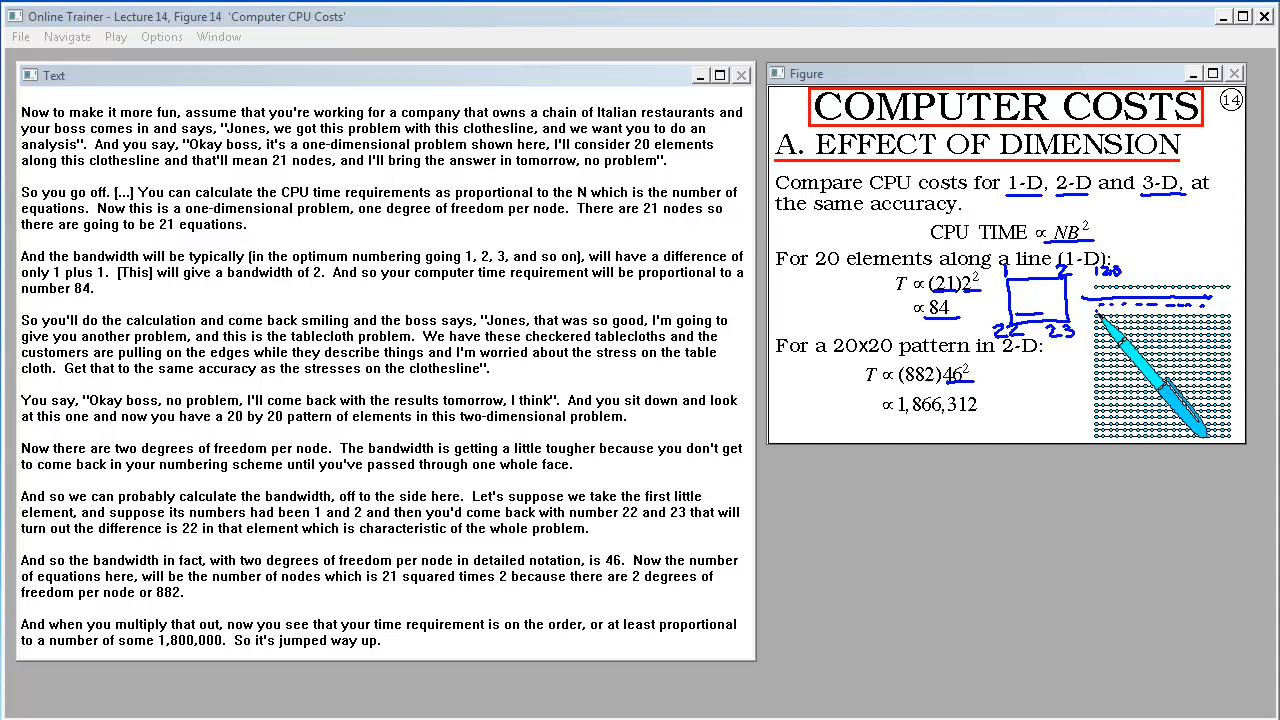 Online Trainer - Lecture 14, Figure 14 'Computer CPU Costs'
File Navigate Play Options Window
Text
Now to make it more fun, assume that you're working for a company that owns a chain of Italian restaurants and
your boss comes in and says, "Jones, we got this problem with this clothesline, and we want you to do an
analysis". And you say, "Okay boss, it's a one-dimensional problem shown here, I'll consider 20 elements
along this clothesline and that'll mean 21 nodes, and I'll bring the answer in tomorrow, no problem".
So you go off. [...] You can calculate the CPU time requirements as proportional to the N which is the number of
equations. Now this is a one-dimensional problem, one degree of freedom per node. There are 21 nodes so
there are going to be 21 equations.
And the bandwidth will be typically (in the optimum numbering going 1, 2, 3, and so on), will have a difference of
only 1 plus 1. [This] will give a bandwidth of 2. And so your computer time requirement will be proportional to a
number 84.
So you'll do the calculation and come back smiling and the boss says, "Jones, that was so good, I'm going to
give you another problem, and this is the tablecloth problem. We have these checkered tablecloths and the
customers are pulling on the edges while they describe things and I'm worried about the stress on the table
cloth. Get that to the same accuracy as the stresses on the clothesline".
You say, "Okay boss, no problem, I'll come back with the results tomorrow, I think". And you sit down and look
at this one and now you have a 20 by 20 pattern of elements in this two-dimensional problem.
Now there are two degrees of freedom per node. The bandwidth is getting a little tougher because you don't get
to come back in your numbering scheme until you've passed through one whole face.
And so we can probably calculate the bandwidth, off to the side here. Let's suppose we take the first little
element, and suppose its numbers had been 1 and 2 and then you'd come back with number 22 and 23 that will
turn out the difference is 22 in that element which is characteristic of the whole problem.
And so the bandwidth in fact, with two degrees of freedom per node in detailed notation, is 46. Now the number
of equations here, will be the number of nodes which is 21 squared times 2 because there are 2 degrees of
freedom per node or 882.
And when you multiply that out, now you see that your time requirement is on the order, or at least proportional
to a number of some 1,800,000. So it's jumped way up.
Figure
COMPUTER COSTS
14
A. EFFECT OF DIMENSION
Compare CPU costs for 1-D, 2-D and 3-D, at
the same accuracy.
CPU TIME ∝ NB²
For 20 elements along a line (1-D):
T ∝ (21)2²
∝ 84
1 2
22 23
For a 20x20 pattern in 2-D:
T ∝ (882)46²
∝ 1,866,312